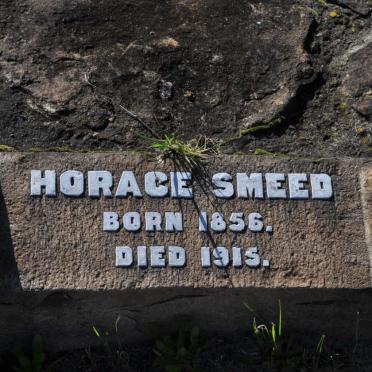 HORACE SMEED
BORN 1856.
DIED 1915.